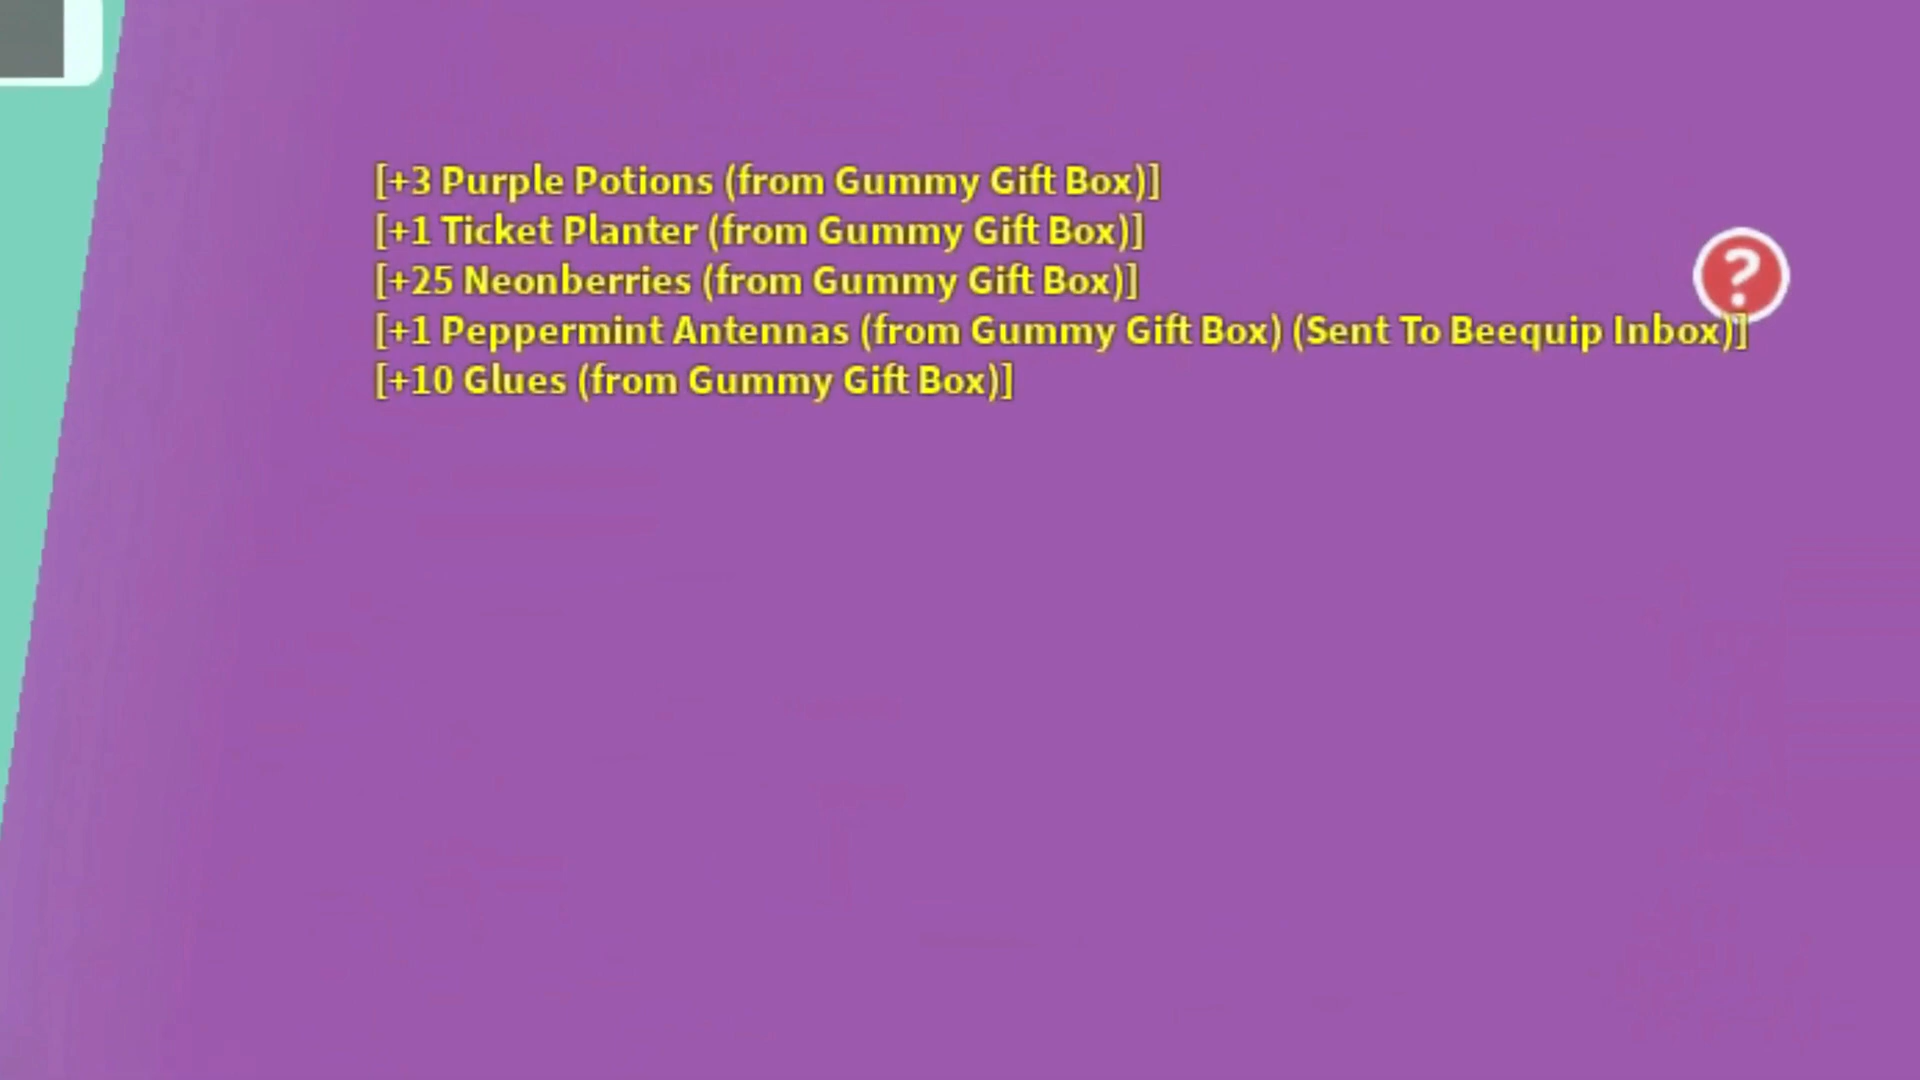 [+3 Purple Potions (from Gummy Gift Box)]
[+1 Ticket Planter (from Gummy Gift Box)]
[+25 Neonberries (from Gummy Gift Box)]
?
[+1 Peppermint Antennas (from Gummy Gift Box) (Sent To Beequip Inbox)]
[+10 Glues (from Gummy Gift Box)]